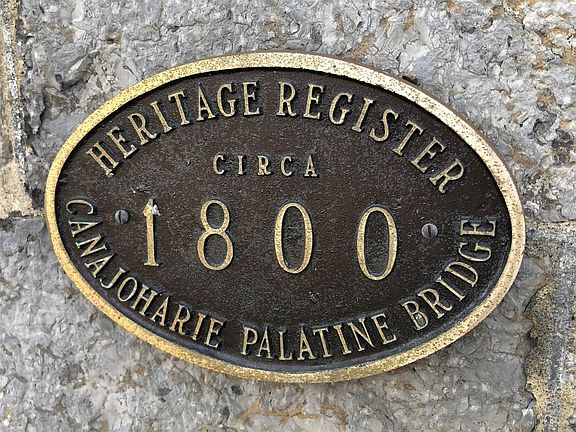 HERITAGE REGISTER
CIRCA
1800
CANAJOHARIE PALATINE BRIDGE